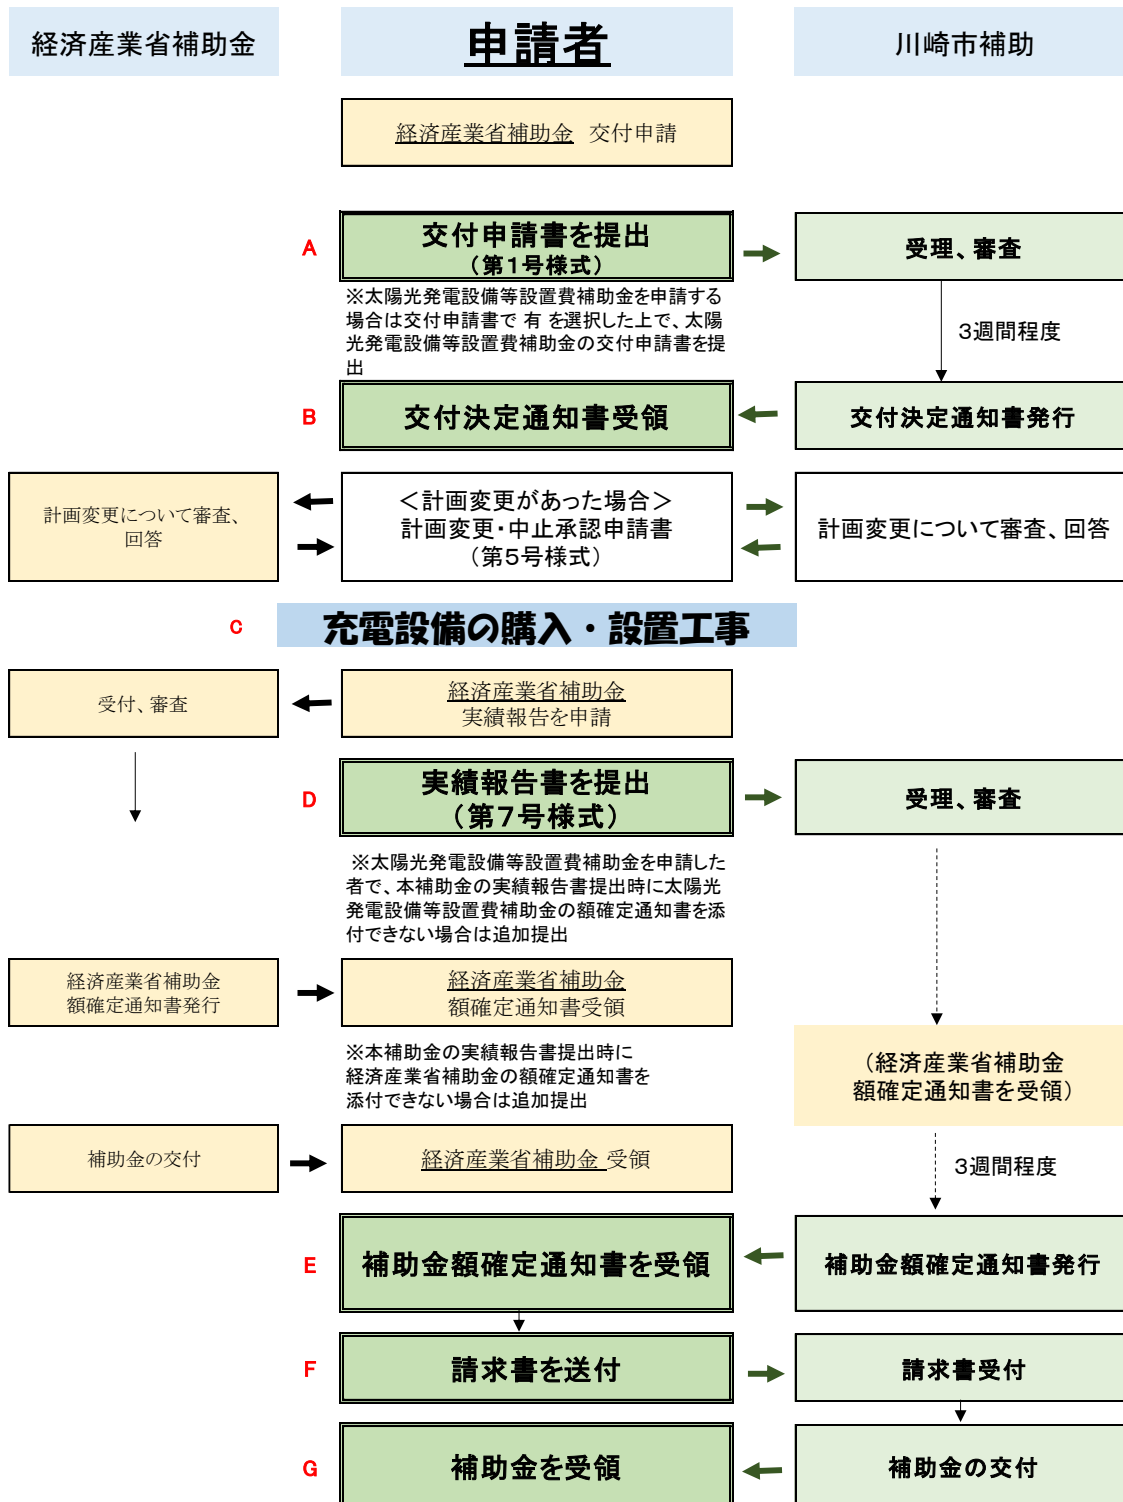 経済産業省補助金
申請者
川崎市補助
経済産業省補助金 交付申請
A
交付申請書を提出
（第1号様式）
受理、審査
※太陽光発電設備等設置費補助金を申請する
場合は交付申請書で 有 を選択した上で、太陽
光発電設備等設置費補助金の交付申請書を提
出
3週間程度
B
交付決定通知書受領
交付決定通知書発行
計画変更について審査、
回答
＜計画変更があった場合＞
計画変更・中止承認申請書
（第5号様式）
計画変更について審査、回答
C
充電設備の購入・設置工事
受付、審査
経済産業省補助金
実績報告を申請
D
実績報告書を提出
（第7号様式）
受理、審査
※太陽光発電設備等設置費補助金を申請した
者で、本補助金の実績報告書提出時に太陽光
発電設備等設置費補助金の額確定通知書を添
付できない場合は追加提出
経済産業省補助金
額確定通知書発行
経済産業省補助金
額確定通知書受領
※本補助金の実績報告書提出時に
経済産業省補助金の額確定通知書を
添付できない場合は追加提出
（経済産業省補助金
額確定通知書を受領）
補助金の交付
経済産業省補助金 受領
3週間程度
E
補助金額確定通知書を受領
補助金額確定通知書発行
F
請求書を送付
請求書受付
G
補助金を受領
補助金の交付